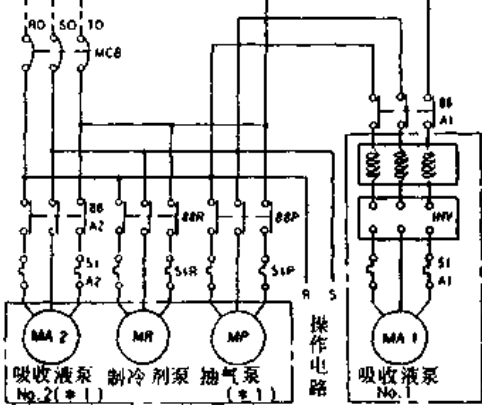 RO SO TO
MCB
88
A1
88
A2
88R
88P
INV
51
A2
51R
51P
51
A1
R S
MA 2
MR
MP
MA 1
操作电路
吸收液泵
No.2(*1)
制冷剂泵
抽气泵
(*1)
吸收液泵
No.1